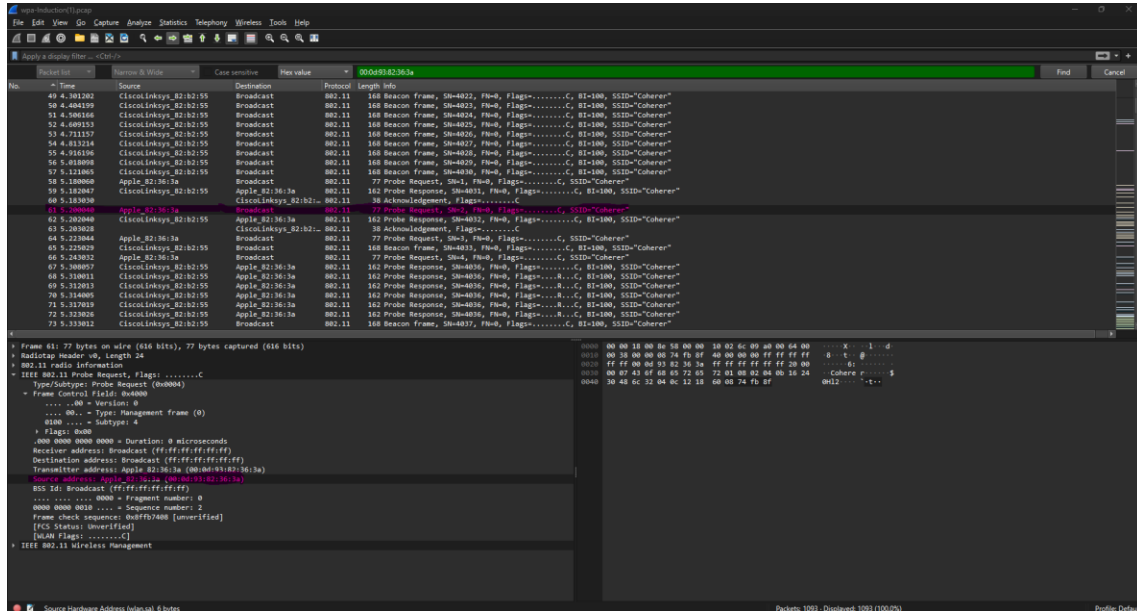 wpa-Induction(1).pcap
File Edit View Go Capture Analyze Statistics Telephony Wireless Tools Help
Apply a display filter ... <Ctrl-/>
Packet list Narrow & Wide Case sensitive Hex value 00:0d:93:82:36:3a Find Cancel
No. Time Source Destination Protocol Length Info
49 4.301202 CiscoLinksys_82:b2:55 Broadcast 802.11 168 Beacon frame, SN=4022, FN=0, Flags=........C, BI=100, SSID="Coherer"
50 4.404199 CiscoLinksys_82:b2:55 Broadcast 802.11 168 Beacon frame, SN=4023, FN=0, Flags=........C, BI=100, SSID="Coherer"
51 4.506166 CiscoLinksys_82:b2:55 Broadcast 802.11 168 Beacon frame, SN=4024, FN=0, Flags=........C, BI=100, SSID="Coherer"
52 4.609153 CiscoLinksys_82:b2:55 Broadcast 802.11 168 Beacon frame, SN=4025, FN=0, Flags=........C, BI=100, SSID="Coherer"
53 4.711157 CiscoLinksys_82:b2:55 Broadcast 802.11 168 Beacon frame, SN=4026, FN=0, Flags=........C, BI=100, SSID="Coherer"
54 4.813214 CiscoLinksys_82:b2:55 Broadcast 802.11 168 Beacon frame, SN=4027, FN=0, Flags=........C, BI=100, SSID="Coherer"
55 4.916196 CiscoLinksys_82:b2:55 Broadcast 802.11 168 Beacon frame, SN=4028, FN=0, Flags=........C, BI=100, SSID="Coherer"
56 5.018098 CiscoLinksys_82:b2:55 Broadcast 802.11 168 Beacon frame, SN=4029, FN=0, Flags=........C, BI=100, SSID="Coherer"
57 5.121065 CiscoLinksys_82:b2:55 Broadcast 802.11 168 Beacon frame, SN=4030, FN=0, Flags=........C, BI=100, SSID="Coherer"
58 5.180060 Apple_82:36:3a Broadcast 802.11 77 Probe Request, SN=1, FN=0, Flags=........C, SSID="Coherer"
59 5.182047 CiscoLinksys_82:b2:55 Apple_82:36:3a 802.11 162 Probe Response, SN=4031, FN=0, Flags=........C, BI=100, SSID="Coherer"
60 5.183030 CiscoLinksys_82:b2:… 802.11 38 Acknowledgement, Flags=........C
61 5.200040 Apple_82:36:3a Broadcast 802.11 77 Probe Request, SN=2, FN=0, Flags=........C, SSID="Coherer"
62 5.202040 CiscoLinksys_82:b2:55 Apple_82:36:3a 802.11 162 Probe Response, SN=4032, FN=0, Flags=........C, BI=100, SSID="Coherer"
63 5.203028 CiscoLinksys_82:b2:… 802.11 38 Acknowledgement, Flags=........C
64 5.223044 Apple_82:36:3a Broadcast 802.11 77 Probe Request, SN=3, FN=0, Flags=........C, SSID="Coherer"
65 5.225029 CiscoLinksys_82:b2:55 Broadcast 802.11 168 Beacon frame, SN=4033, FN=0, Flags=........C, BI=100, SSID="Coherer"
66 5.243032 Apple_82:36:3a Broadcast 802.11 77 Probe Request, SN=4, FN=0, Flags=........C, SSID="Coherer"
67 5.308057 CiscoLinksys_82:b2:55 Apple_82:36:3a 802.11 162 Probe Response, SN=4036, FN=0, Flags=........C, BI=100, SSID="Coherer"
68 5.310011 CiscoLinksys_82:b2:55 Apple_82:36:3a 802.11 162 Probe Response, SN=4036, FN=0, Flags=....R...C, BI=100, SSID="Coherer"
69 5.312013 CiscoLinksys_82:b2:55 Apple_82:36:3a 802.11 162 Probe Response, SN=4036, FN=0, Flags=....R...C, BI=100, SSID="Coherer"
70 5.314005 CiscoLinksys_82:b2:55 Apple_82:36:3a 802.11 162 Probe Response, SN=4036, FN=0, Flags=....R...C, BI=100, SSID="Coherer"
71 5.317019 CiscoLinksys_82:b2:55 Apple_82:36:3a 802.11 162 Probe Response, SN=4036, FN=0, Flags=....R...C, BI=100, SSID="Coherer"
72 5.323026 CiscoLinksys_82:b2:55 Apple_82:36:3a 802.11 162 Probe Response, SN=4036, FN=0, Flags=....R...C, BI=100, SSID="Coherer"
73 5.333012 CiscoLinksys_82:b2:55 Broadcast 802.11 168 Beacon frame, SN=4037, FN=0, Flags=........C, BI=100, SSID="Coherer"
Frame 61: 77 bytes on wire (616 bits), 77 bytes captured (616 bits)
Radiotap Header v0, Length 24
802.11 radio information
IEEE 802.11 Probe Request, Flags: ........C
Type/Subtype: Probe Request (0x0004)
Frame Control Field: 0x4000
.... ..00 = Version: 0
.... 00.. = Type: Management frame (0)
0100 .... = Subtype: 4
Flags: 0x00
.000 0000 0000 0000 = Duration: 0 microseconds
Receiver address: Broadcast (ff:ff:ff:ff:ff:ff)
Destination address: Broadcast (ff:ff:ff:ff:ff:ff)
Transmitter address: Apple_82:36:3a (00:0d:93:82:36:3a)
Source address: Apple_82:36:3a (00:0d:93:82:36:3a)
BSS Id: Broadcast (ff:ff:ff:ff:ff:ff)
.... .... .... 0000 = Fragment number: 0
0000 0000 0010 .... = Sequence number: 2
Frame check sequence: 0x8ffb7408 [unverified]
[FCS Status: Unverified]
[WLAN Flags: ........C]
IEEE 802.11 Wireless Management
0000 00 00 18 00 8e 58 00 00 10 02 6c 09 a0 00 64 00 ·····X·· ··l···d·
0010 00 38 00 00 08 74 fb 8f 40 00 00 00 ff ff ff ff ·8···t·· @·······
0020 ff ff 00 0d 93 82 36 3a ff ff ff ff ff ff 20 00 ······6: ······ ·
0030 00 07 43 6f 68 65 72 65 72 01 08 02 04 0b 16 24 ··Cohere r······$
0040 30 48 6c 32 04 0c 12 18 60 08 74 fb 8f 0Hl2···· `·t··
Source Hardware Address (wlan.sa), 6 bytes
Packets: 1093 · Displayed: 1093 (100.0%)
Profile: Defau